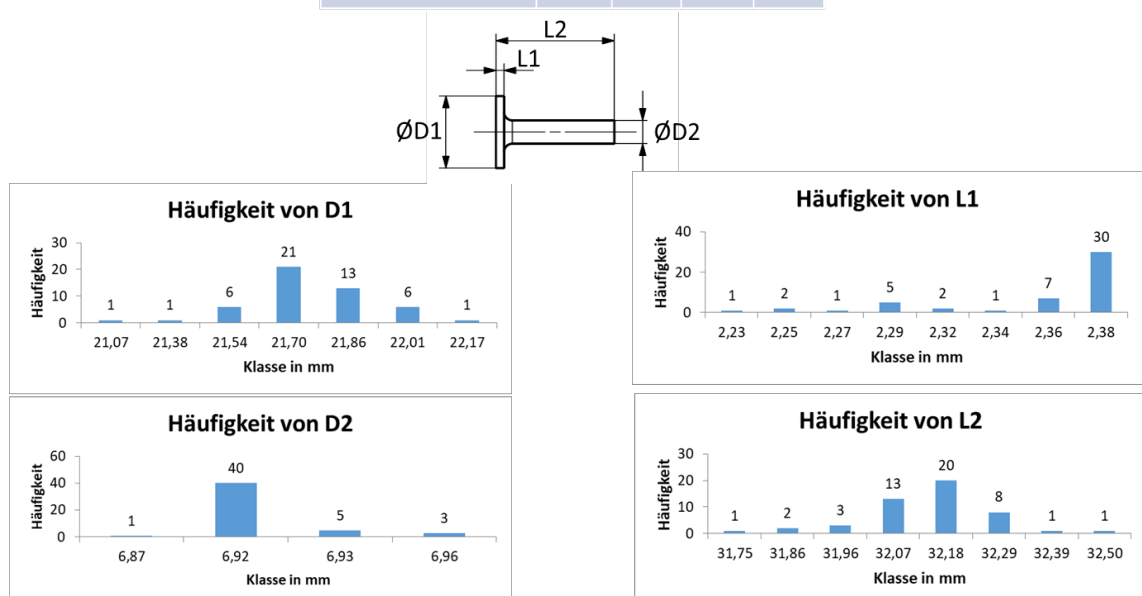 L2
L1
ØD1
ØD2
Häufigkeit von D1
Häufigkeit
30
20
10
0
1
1
6
21
13
6
1
21,07 21,38 21,54 21,70 21,86 22,01 22,17
Klasse in mm
Häufigkeit von L1
Häufigkeit
40
20
0
1
2
1
5
2
1
7
30
2,23 2,25 2,27 2,29 2,32 2,34 2,36 2,38
Klasse in mm
Häufigkeit von D2
Häufigkeit
60
40
20
0
1
40
5
3
6,87 6,92 6,93 6,96
Klasse in mm
Häufigkeit von L2
Häufigkeit
30
20
10
0
1
2
3
13
20
8
1
1
31,75 31,86 31,96 32,07 32,18 32,29 32,39 32,50
Klasse in mm